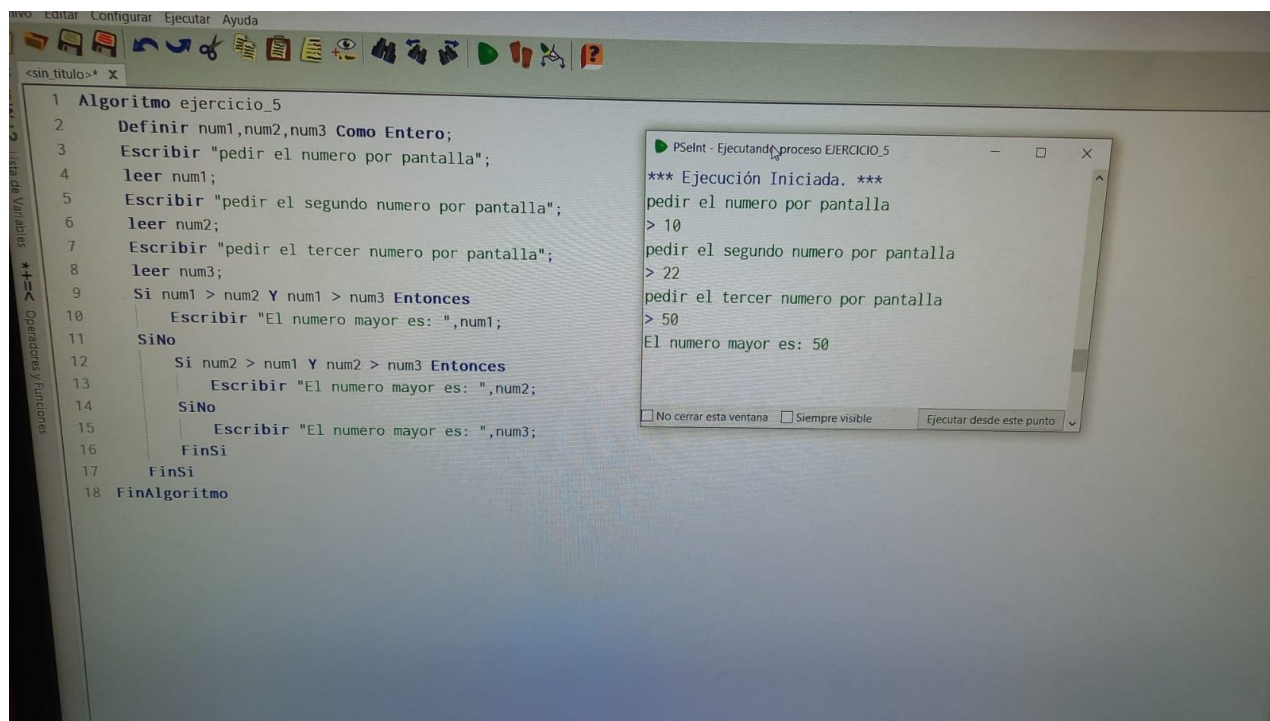 Editar Configurar Ejecutar Ayuda
<sin_titulo>* X
1 Algoritmo ejercicio_5
2 Definir num1,num2,num3 Como Entero;
3 Escribir "pedir el numero por pantalla";
4 leer num1;
5 Escribir "pedir el segundo numero por pantalla";
6 leer num2;
7 Escribir "pedir el tercer numero por pantalla";
8 leer num3;
9 Si num1 > num2 Y num1 > num3 Entonces
10 Escribir "El numero mayor es: ",num1;
11 SiNo
12 Si num2 > num1 Y num2 > num3 Entonces
13 Escribir "El numero mayor es: ",num2;
14 SiNo
15 Escribir "El numero mayor es: ",num3;
16 FinSi
17 FinSi
18 FinAlgoritmo
Lista de Variables
*+=< Operadores y Funciones
PSeInt - Ejecutando proceso EJERCICIO_5
*** Ejecución Iniciada. ***
pedir el numero por pantalla
> 10
pedir el segundo numero por pantalla
> 22
pedir el tercer numero por pantalla
> 50
El numero mayor es: 50
No cerrar esta ventana Siempre visible Ejecutar desde este punto